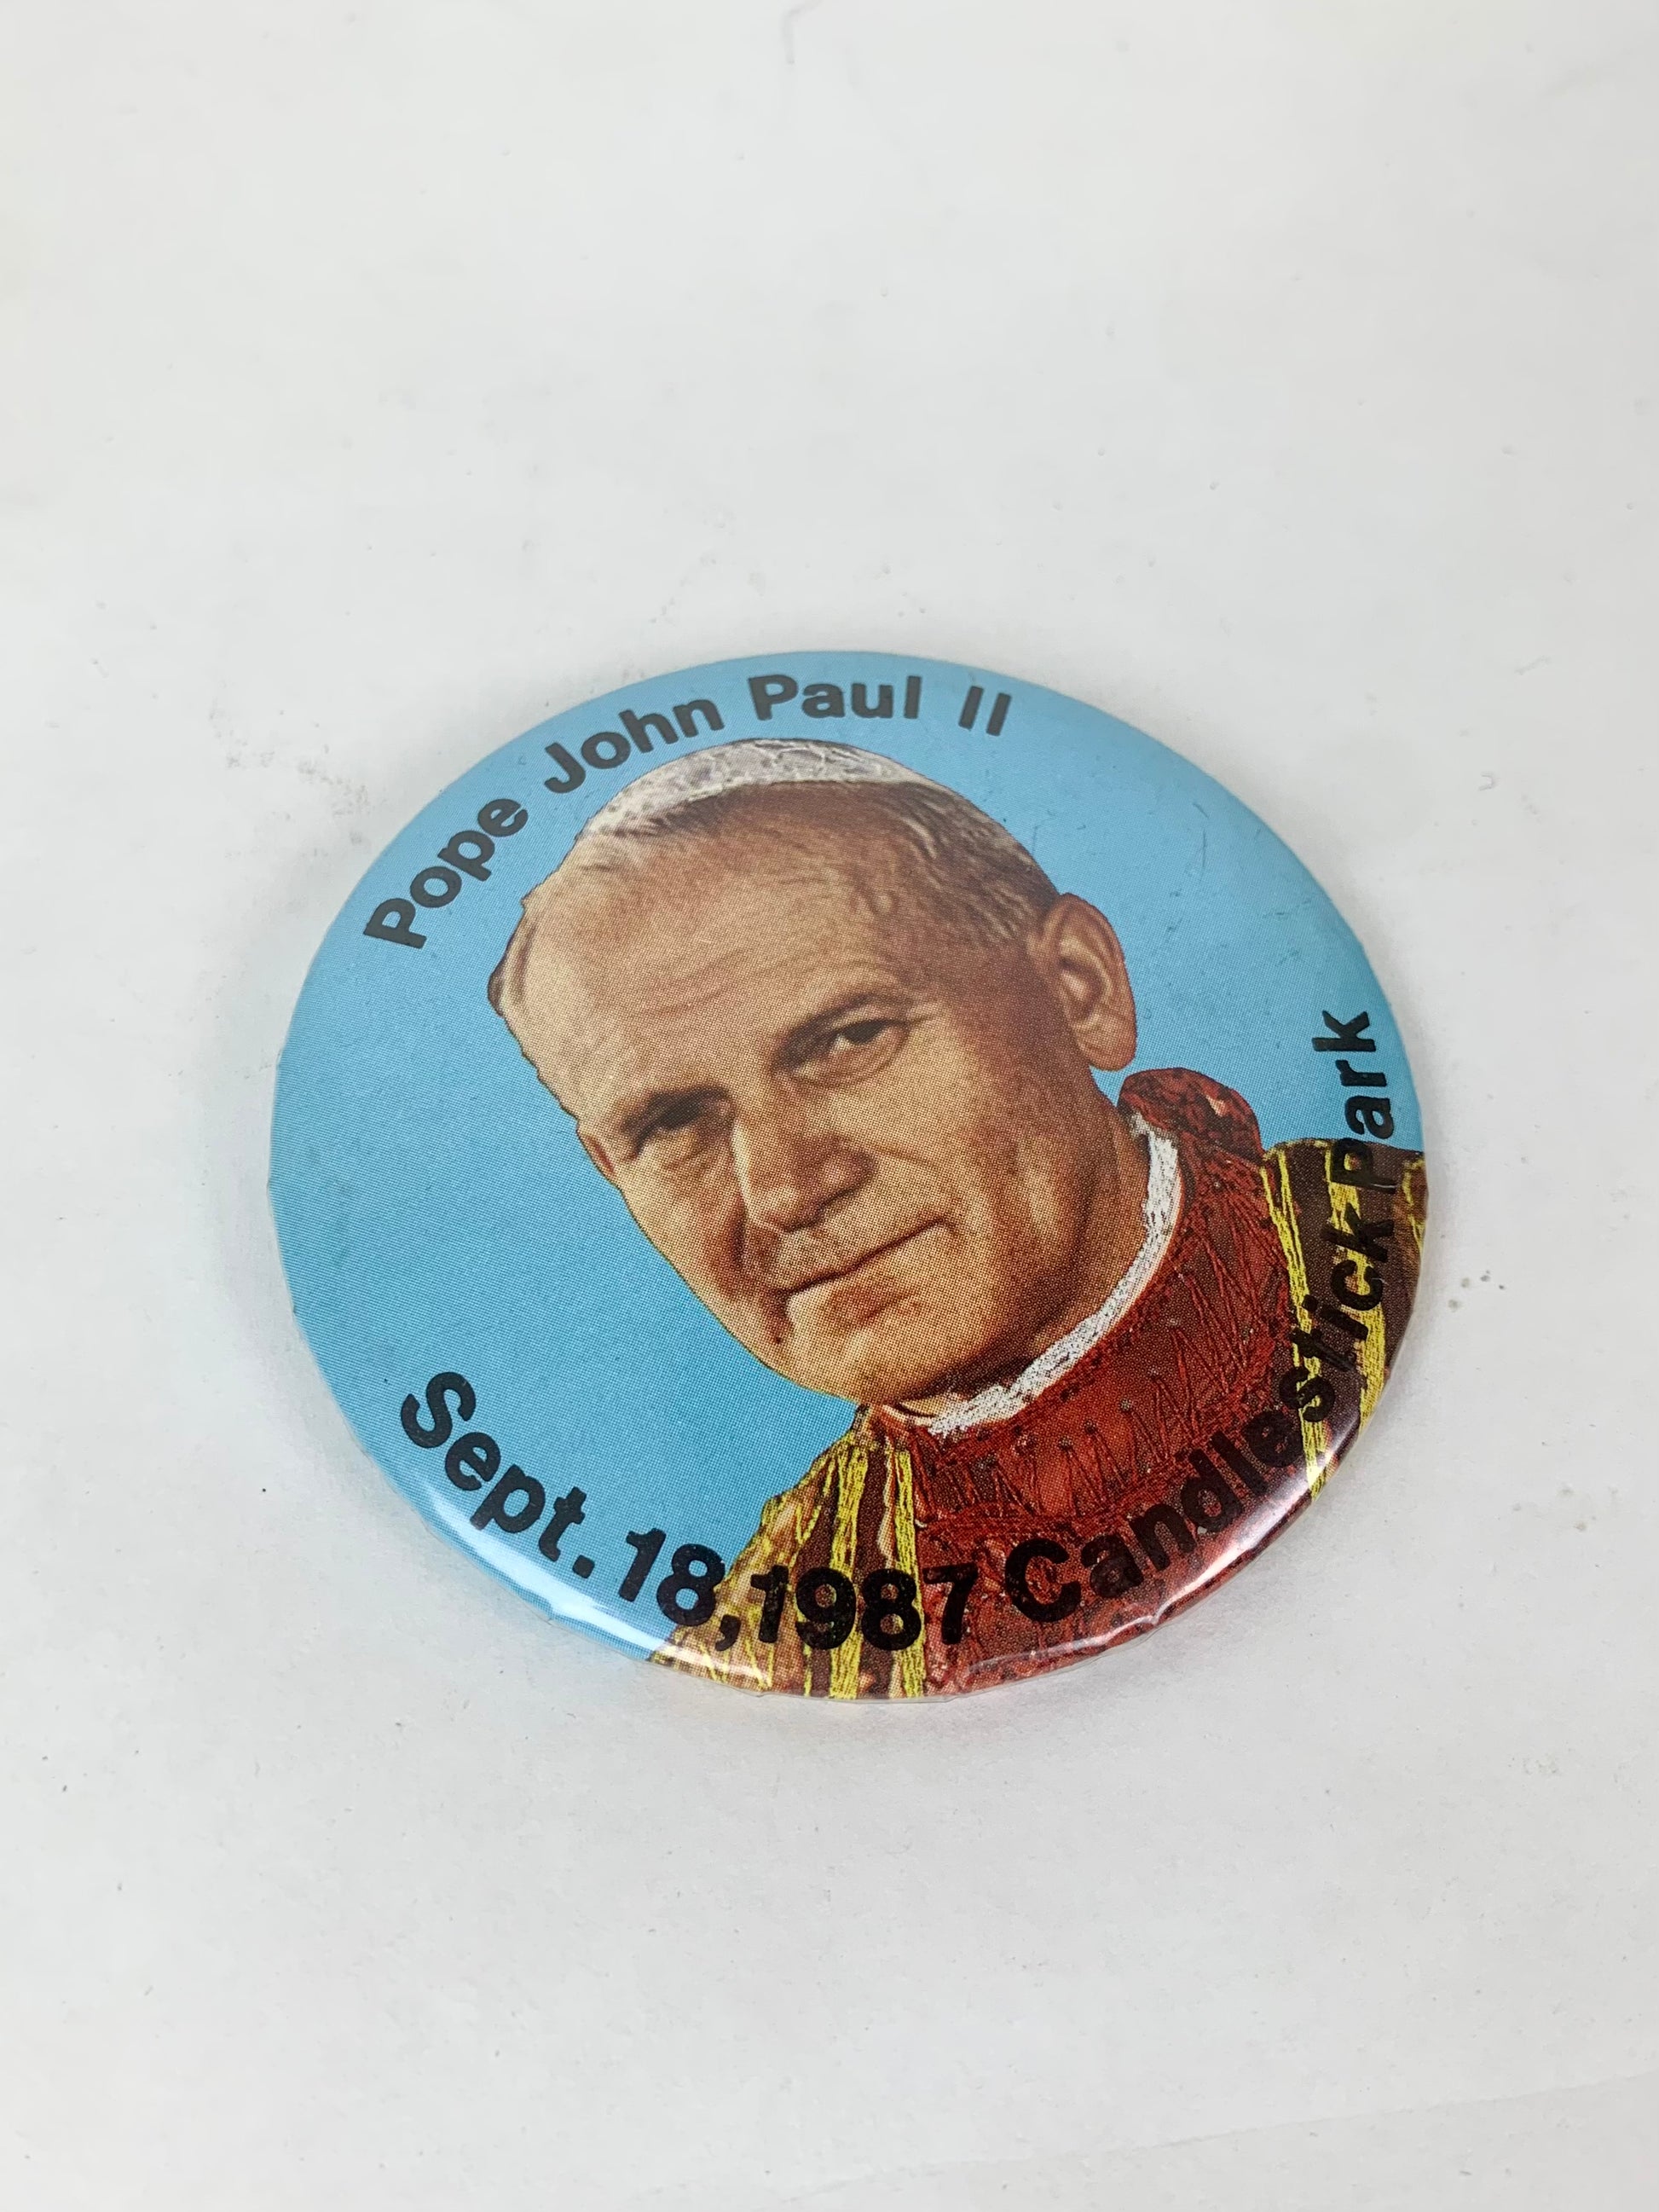 Pope John Paul II
Sept. 18, 1987 Candlestick Park